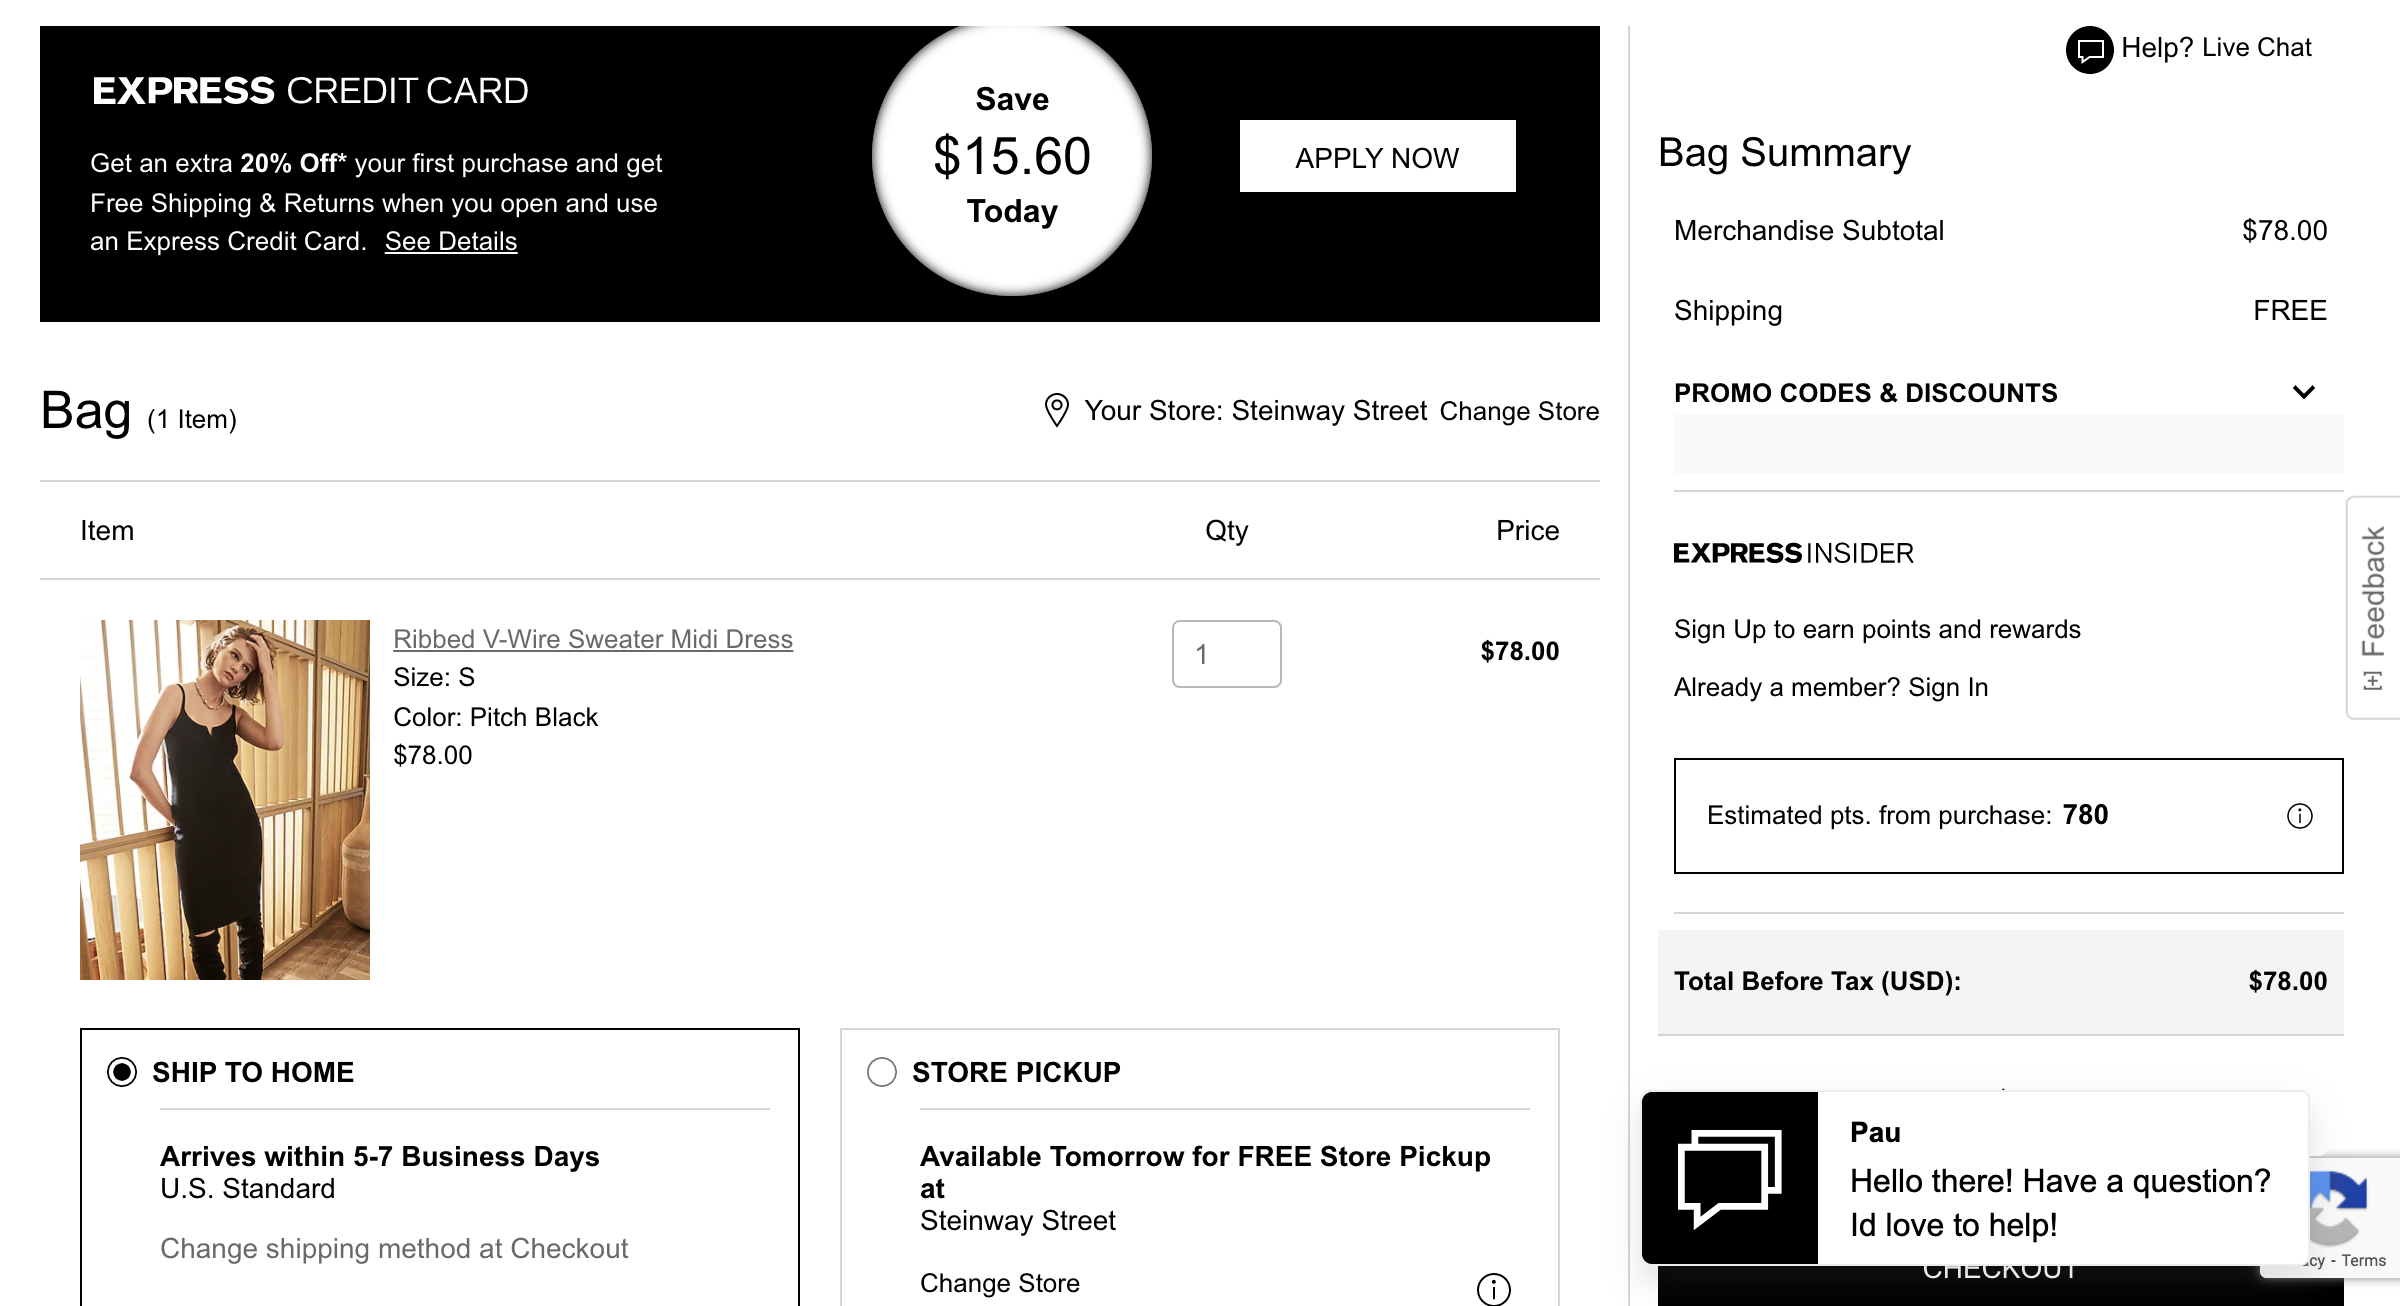 EXPRESS CREDIT CARD
Get an extra 20% Off* your first purchase and get
Free Shipping & Returns when you open and use
an Express Credit Card. See Details
Save
$15.60
Today
APPLY NOW
Bag (1 Item)
Your Store: Steinway Street Change Store
Item Qty Price
Ribbed V-Wire Sweater Midi Dress
Size: S
Color: Pitch Black
$78.00
1
$78.00
SHIP TO HOME
Arrives within 5-7 Business Days
U.S. Standard
Change shipping method at Checkout
STORE PICKUP
Available Tomorrow for FREE Store Pickup
at
Steinway Street
Change Store
Help? Live Chat
Bag Summary
Merchandise Subtotal $78.00
Shipping FREE
PROMO CODES & DISCOUNTS
EXPRESS INSIDER
Sign Up to earn points and rewards
Already a member? Sign In
Estimated pts. from purchase: 780
Total Before Tax (USD): $78.00
[+] Feedback
Pau
Hello there! Have a question?
Id love to help!
CHECKOUT
- Terms